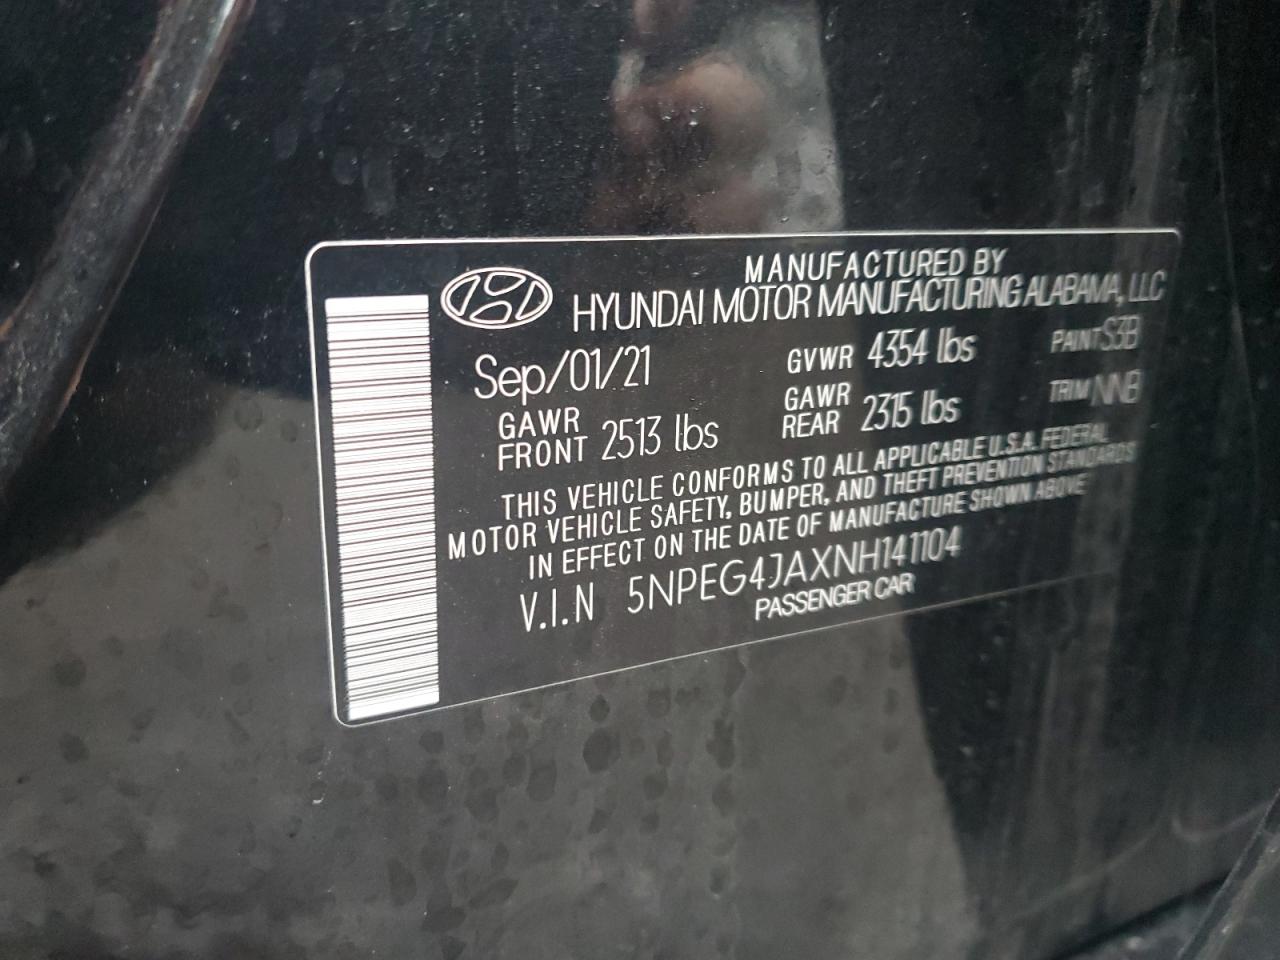 MANUFACTURED BY
HYUNDAI MOTOR MANUFACTURING ALABAMA, LLC
Sep/01/21 GVWR 4354 lbs PAINT S3B
GAWR FRONT 2513 lbs GAWR REAR 2315 lbs TRIM NNB
THIS VEHICLE CONFORMS TO ALL APPLICABLE U.S.A. FEDERAL
MOTOR VEHICLE SAFETY, BUMPER, AND THEFT PREVENTION STANDARDS
IN EFFECT ON THE DATE OF MANUFACTURE SHOWN ABOVE
V.I.N 5NPEG4JAXNH141104
PASSENGER CAR